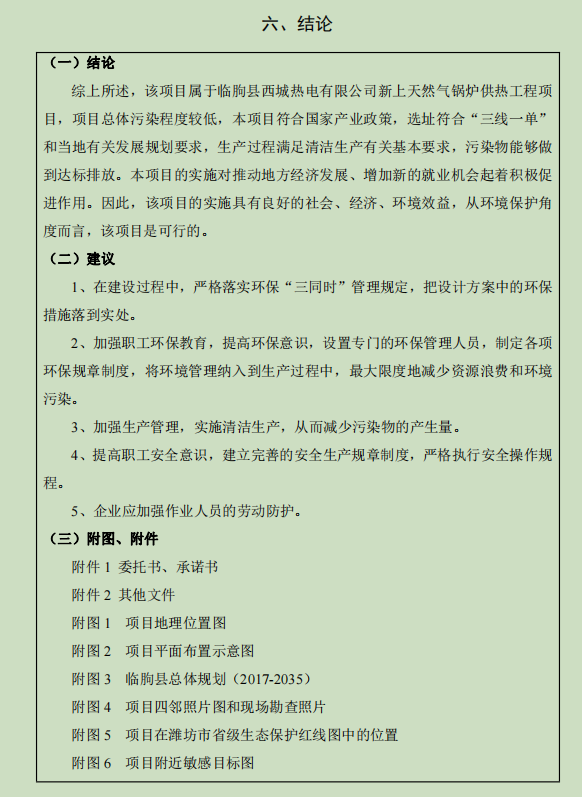 六、结论
（一）结论
综上所述，该项目属于临朐县西城热电有限公司新上天然气锅炉供热工程项
目，项目总体污染程度较低，本项目符合国家产业政策，选址符合“三线一单”
和当地有关发展规划要求，生产过程满足清洁生产有关基本要求，污染物能够做
到达标排放。本项目的实施对推动地方经济发展、增加新的就业机会起着积极促
进作用。因此，该项目的实施具有良好的社会、经济、环境效益，从环境保护角
度而言，该项目是可行的。
（二）建议
1、在建设过程中，严格落实环保“三同时”管理规定，把设计方案中的环保
措施落到实处。
2、加强职工环保教育，提高环保意识，设置专门的环保管理人员，制定各项
环保规章制度，将环境管理纳入到生产过程中，最大限度地减少资源浪费和环境
污染。
3、加强生产管理，实施清洁生产，从而减少污染物的产生量。
4、提高职工安全意识，建立完善的安全生产规章制度，严格执行安全操作规
程。
5、企业应加强作业人员的劳动防护。
（三）附图、附件
附件 1 委托书、承诺书
附件 2 其他文件
附图 1 项目地理位置图
附图 2 项目平面布置示意图
附图 3 临朐县总体规划（2017-2035）
附图 4 项目四邻照片图和现场勘查照片
附图 5 项目在潍坊市省级生态保护红线图中的位置
附图 6 项目附近敏感目标图